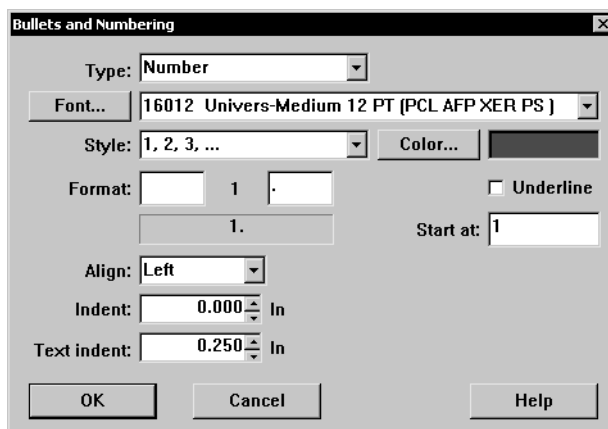 Bullets and Numbering
Type: Number
Font... 16012 Univers-Medium 12 PT (PCL AFP XER PS )
Style: 1, 2, 3, ... Color...
Format: 1 . Underline
1. Start at: 1
Align: Left
Indent: 0.000 In
Text indent: 0.250 In
OK Cancel Help